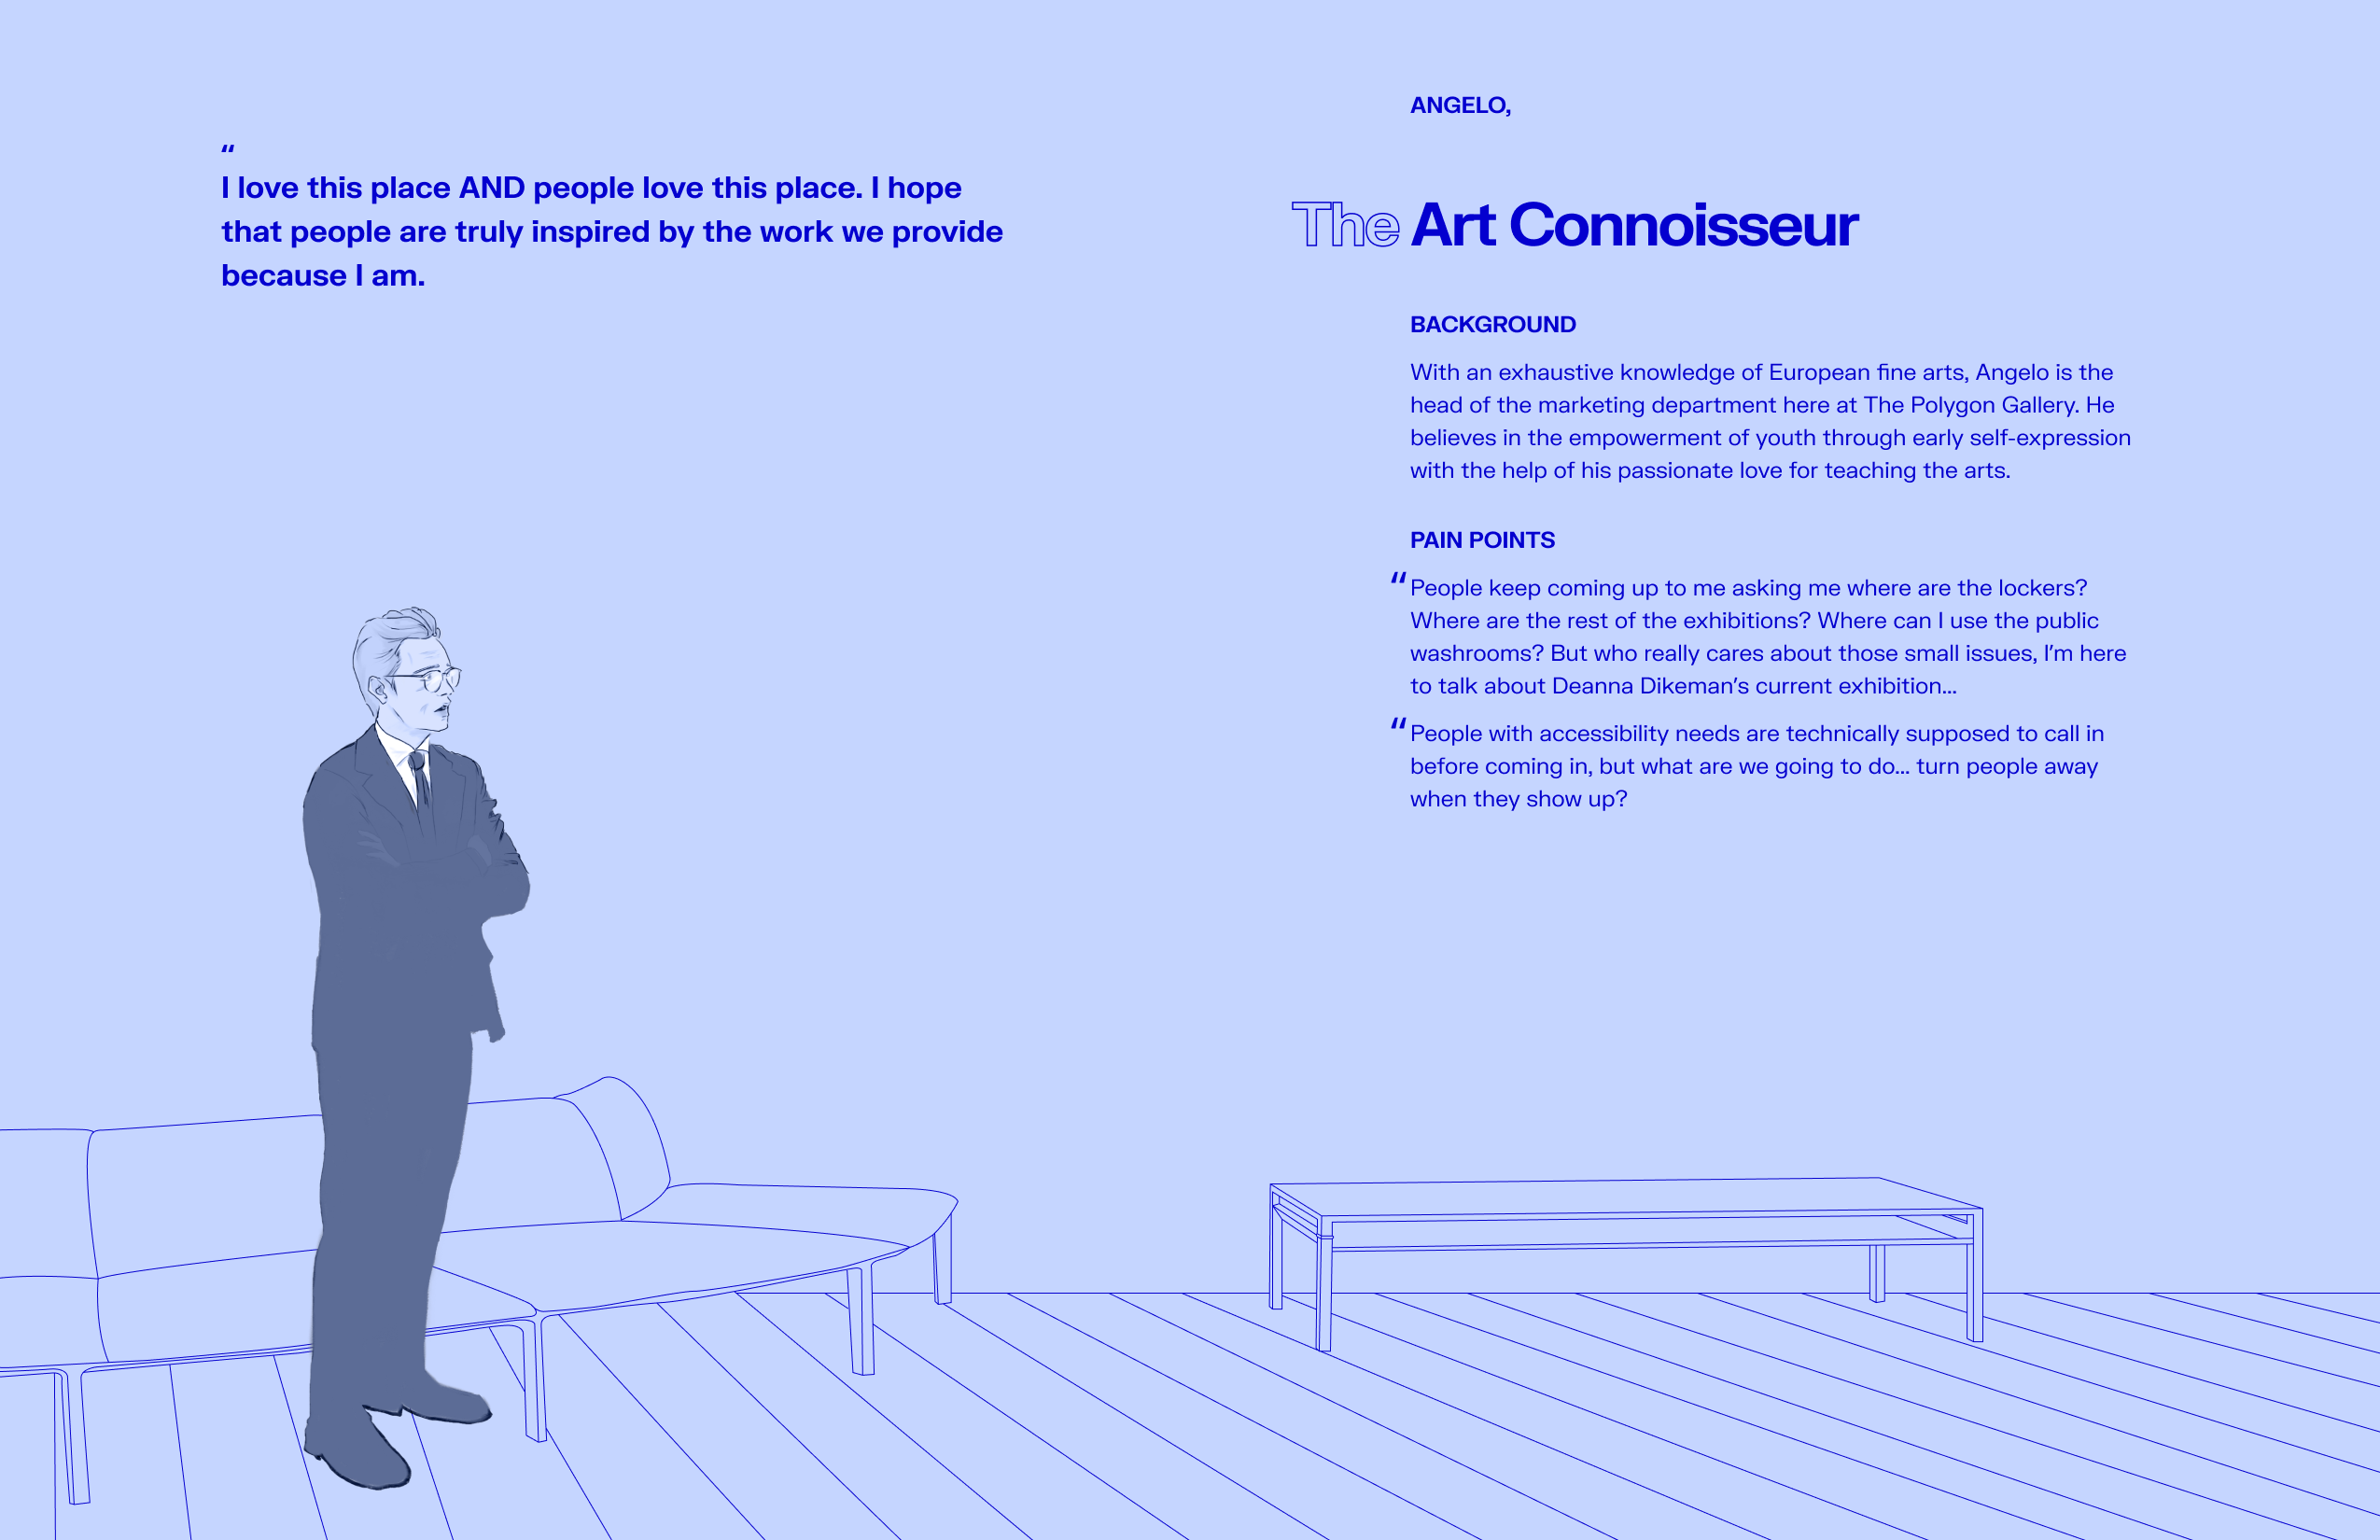 “
I love this place AND people love this place. I hope
that people are truly inspired by the work we provide
because I am.
ANGELO,
The Art Connoisseur
BACKGROUND
With an exhaustive knowledge of European fine arts, Angelo is the
head of the marketing department here at The Polygon Gallery. He
believes in the empowerment of youth through early self-expression
with the help of his passionate love for teaching the arts.
PAIN POINTS
“People keep coming up to me asking me where are the lockers?
Where are the rest of the exhibitions? Where can I use the public
washrooms? But who really cares about those small issues, I’m here
to talk about Deanna Dikeman’s current exhibition...
“People with accessibility needs are technically supposed to call in
before coming in, but what are we going to do... turn people away
when they show up?